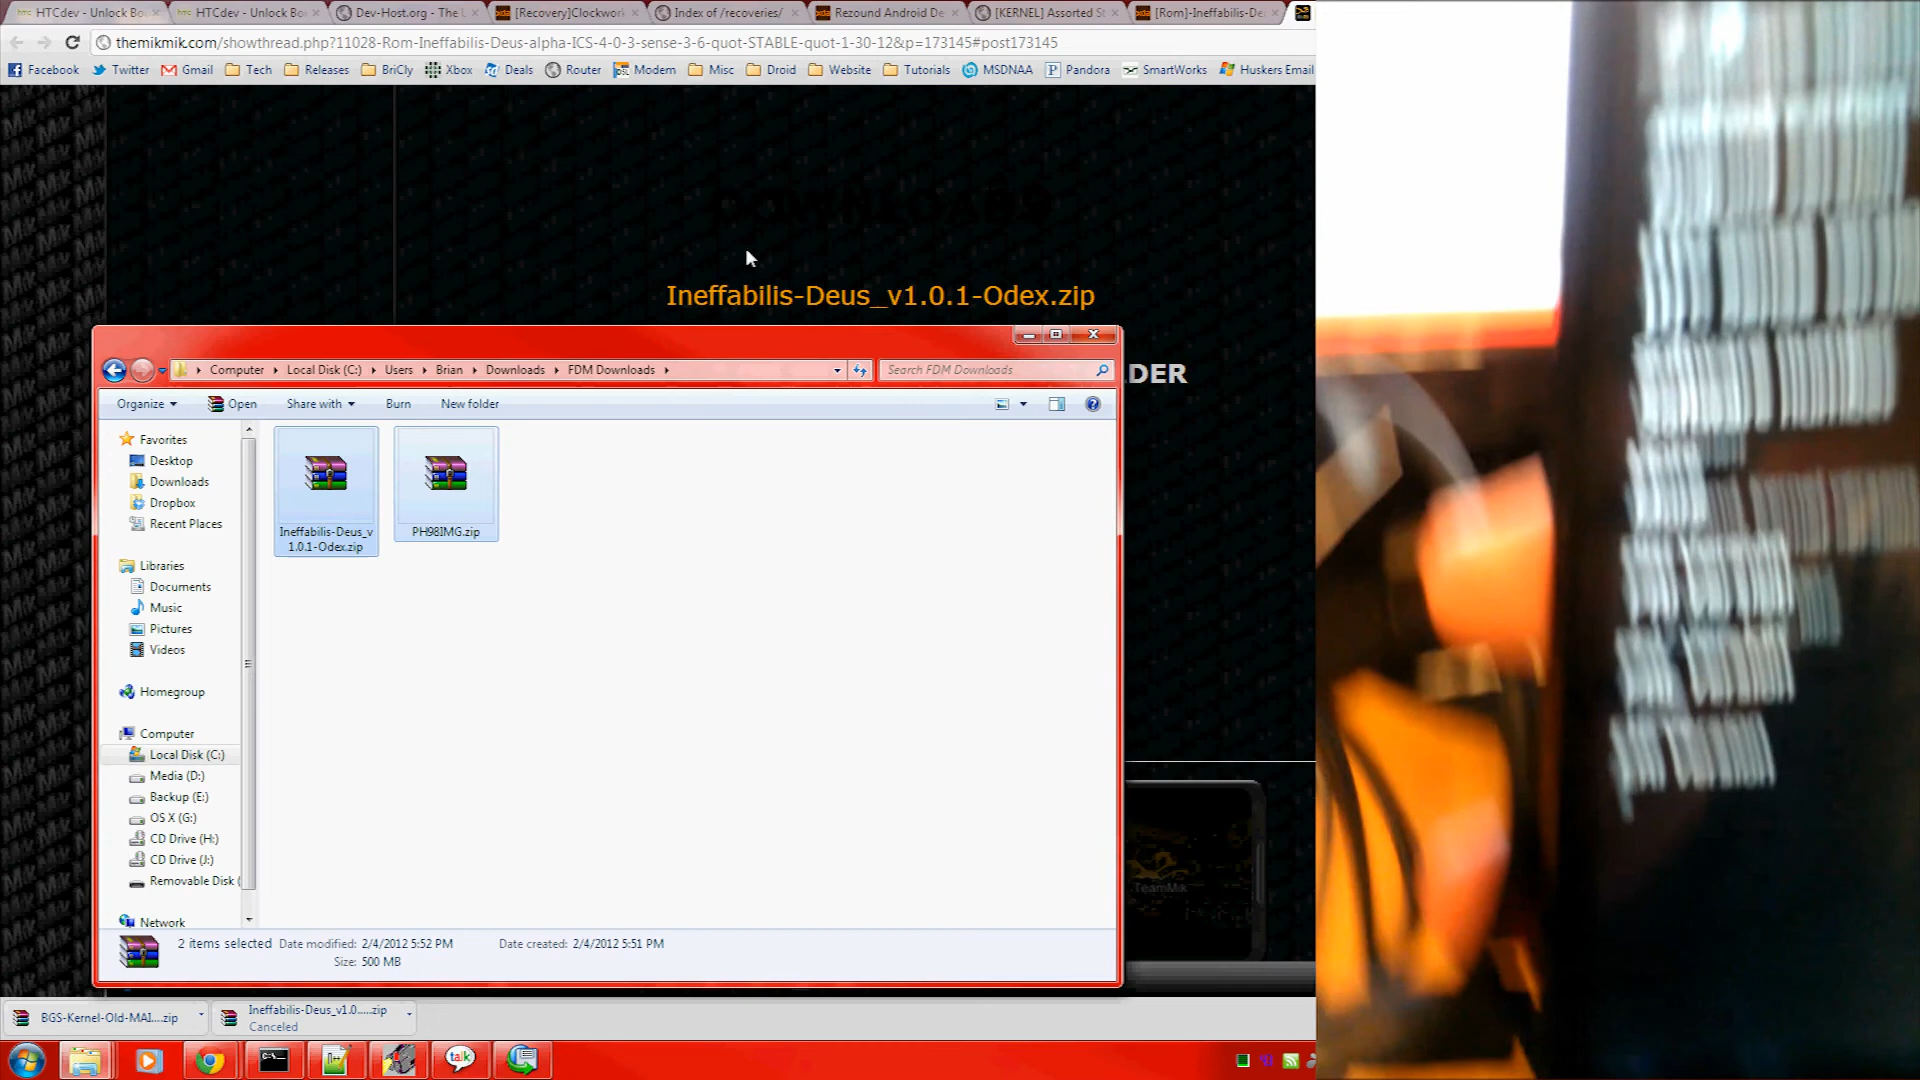 HTCdev - Unlock Bo
HTCdev - Unlock Bo
Dev-Host.org - The U
[Recovery]Clockwork
Index of /recoveries/
Rezound Android De
[KERNEL] Assorted St
[Rom]-Ineffabilis-De
themikmik.com/showthread.php?11028-Rom-Ineffabilis-Deus-alpha-ICS-4-0-3-sense-3-6-quot-STABLE-quot-1-30-12&p=173145#post173145
Facebook
Twitter
Gmail
Tech
Releases
BriCly
Xbox
Deals
Router
Modem
Misc
Droid
Website
Tutorials
MSDNAA
Pandora
SmartWorks
Huskers Email
DOWNLOADS
Ineffabilis-Deus_v1.0.1-Odex.zip
DER
Computer
Local Disk (C:)
Users
Brian
Downloads
FDM Downloads
Search FDM Downloads
Organize
Open
Share with
Burn
New folder
Favorites
Desktop
Downloads
Dropbox
Recent Places
Libraries
Documents
Music
Pictures
Videos
Homegroup
Computer
Local Disk (C:)
Media (D:)
Backup (E:)
OS X (G:)
CD Drive (H:)
CD Drive (J:)
Removable Disk (
Network
Ineffabilis-Deus_v
1.0.1-Odex.zip
PH98IMG.zip
2 items selected
Date modified: 2/4/2012 5:52 PM
Date created: 2/4/2012 5:51 PM
Size: 500 MB
TeamMik
BGS-Kernel-Old-MAI....zip
Ineffabilis-Deus_v1.0.....zip
Canceled
talk